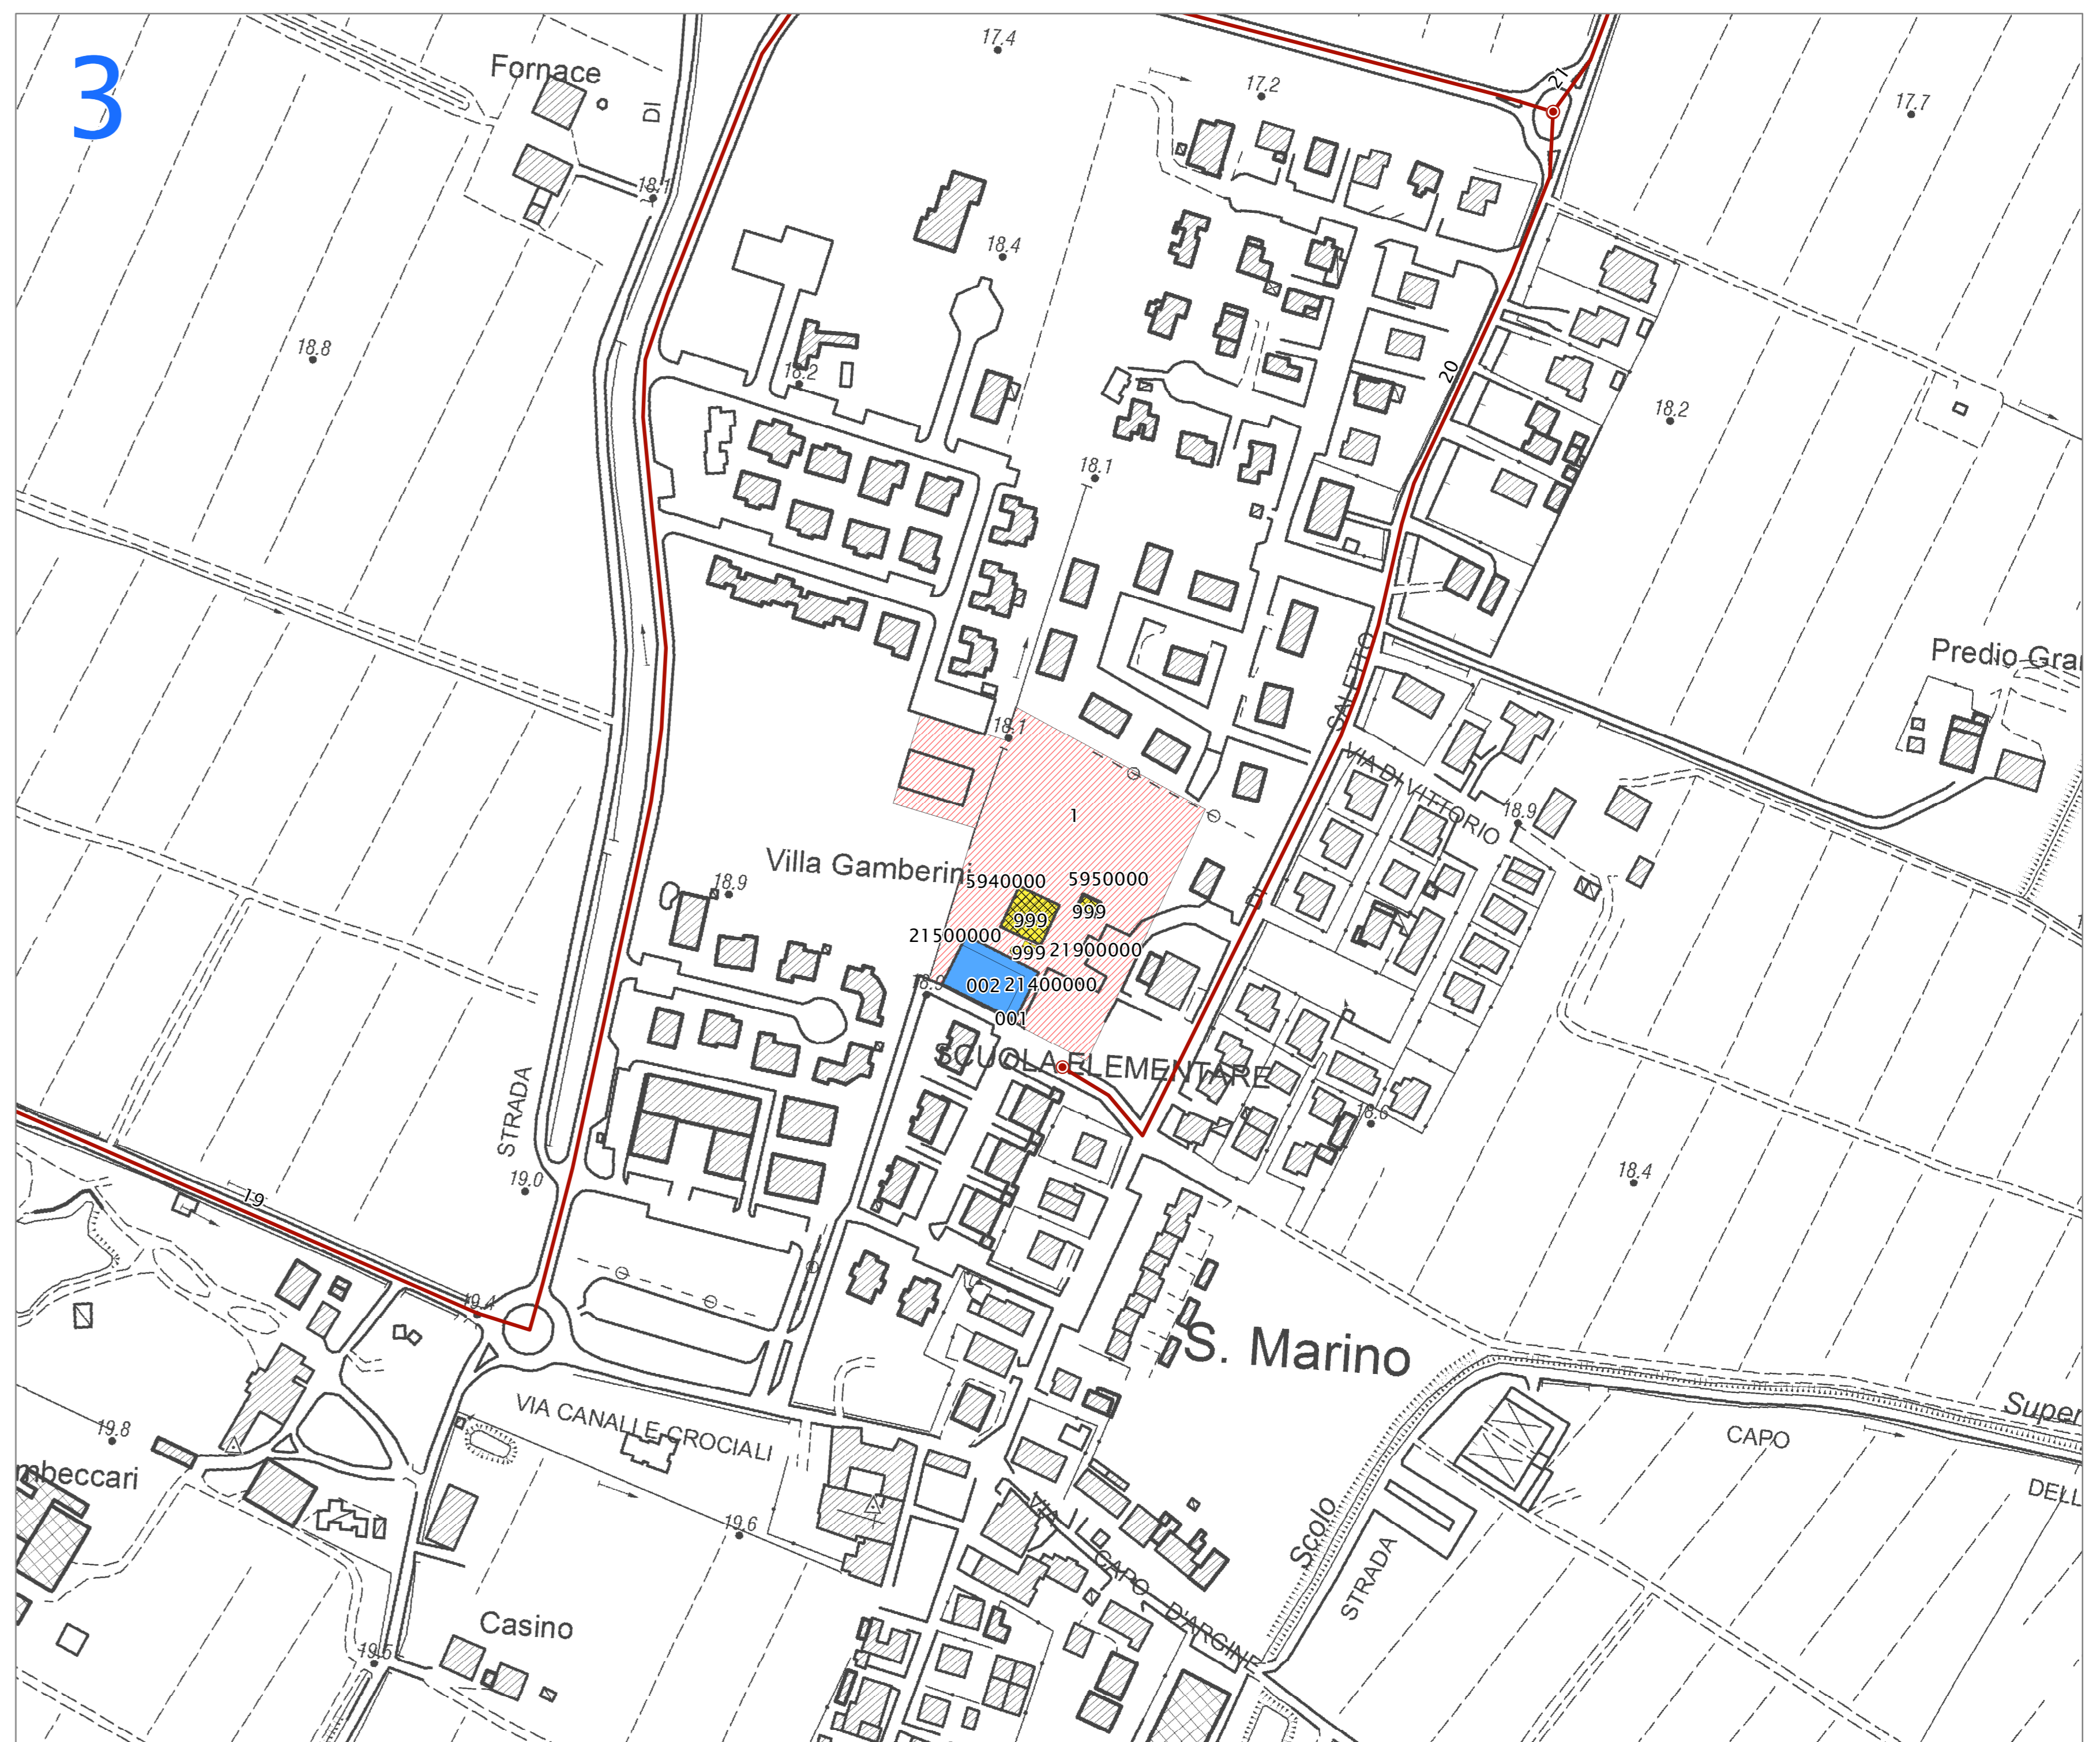 3
Fornace
DI
17.4
17.2
21
17.7
18.1
18.4
18.8
18.2
20
18.2
18.1
SALETTO
Predio Gra
18.1
VIA DI VITTORIO
18.9
1
Villa Gamberini
18.9
5940000
5950000
999
999
DI
21500000
999
21900000
18.9
002
21400000
001
SCUOLA ELEMENTARE
STRADA
18.6
19.0
18.4
19
19.4
S. Marino
VIA CANALLE CROCIALI
19.8
mbeccari
Super
CAPO
DELL
19.6
VIA
CAPO
D'ARGINE
Scolo
STRADA
Casino
19.5